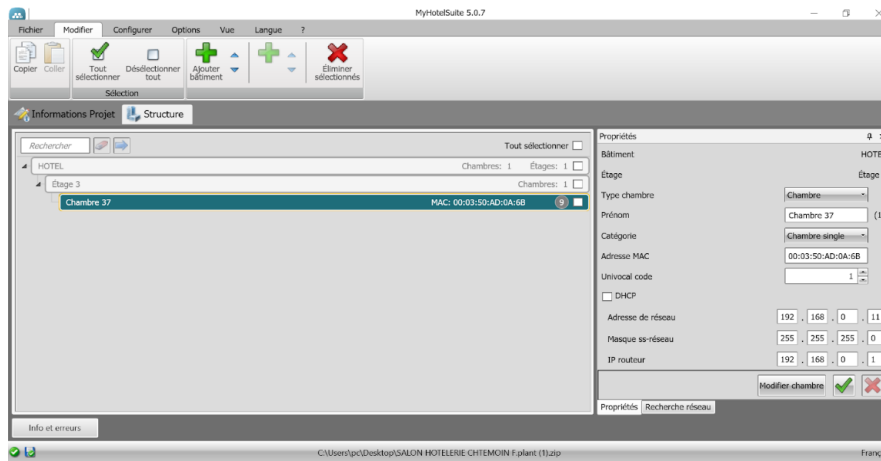 MyHotelSuite 5.0.7
Fichier Modifier Configurer Options Vue Langue ?
Copier Coller Tout sélectionner Désélectionner tout Ajouter bâtiment Éliminer sélectionnés
Sélection
Informations Projet Structure
Rechercher Tout sélectionner
HOTEL Chambres: 1 Étages: 1
Étage 3 Chambres: 1
Chambre 37 MAC: 00:03:50:AD:0A:6B 9
Propriétés
Bâtiment HOTE
Étage Étage
Type chambre Chambre
Prénom Chambre 37 (1
Catégorie Chambre single
Adresse MAC 00:03:50:AD:0A:6B
Univocal code 1
DHCP
Adresse de réseau 192 . 168 . 0 . 11
Masque ss-réseau 255 . 255 . 255 . 0
IP routeur 192 . 168 . 0 . 1
Modifier chambre
Propriétés Recherche réseau
Info et erreurs
C:\Users\pc\Desktop\SALON HOTELERIE CHTEMOIN F.plant (1).zip Franç